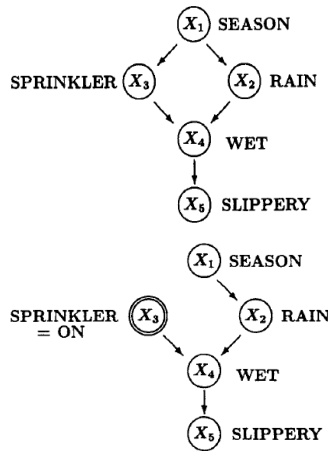 X1 SEASON
SPRINKLER X3 X2 RAIN
X4 WET
X5 SLIPPERY
X1 SEASON
SPRINKLER X3 X2 RAIN
= ON
X4 WET
X5 SLIPPERY